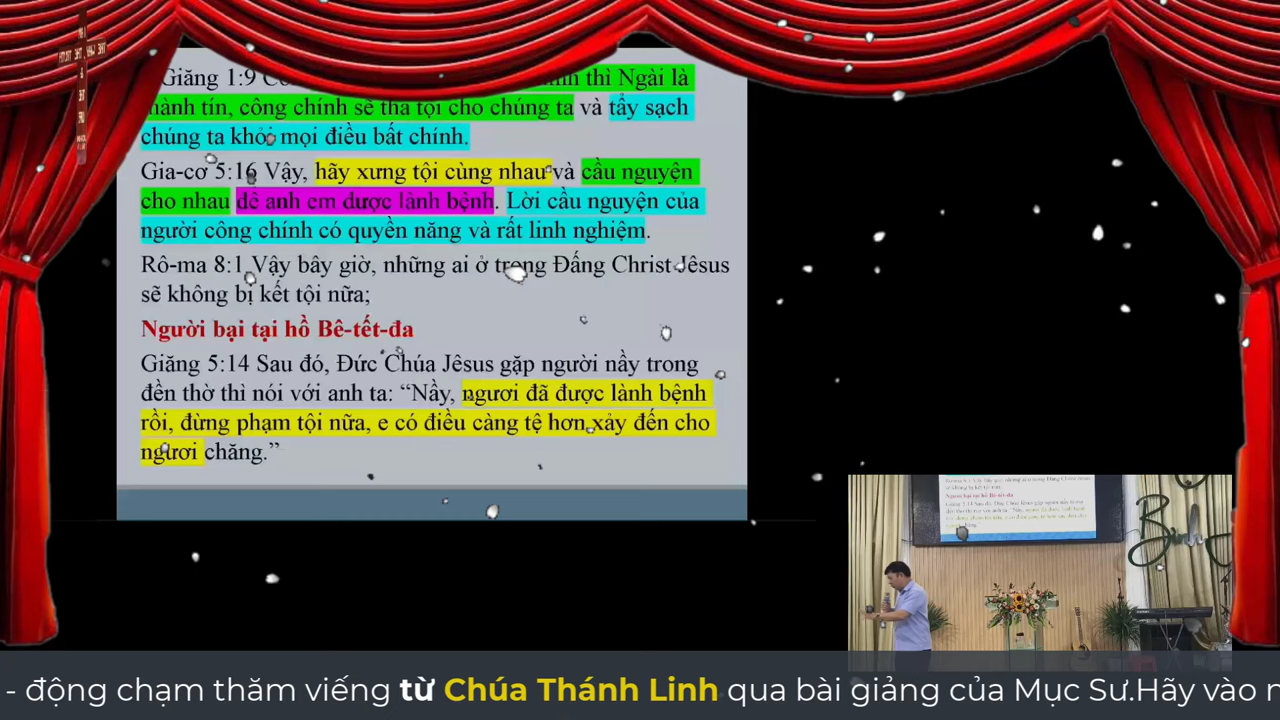 Giăng 1:9
thì Ngài là
thành tín, công chính sẽ tha tội cho chúng ta và tẩy sạch
chúng ta khỏi mọi điều bất chính.
Gia-cơ 5:16 Vậy, hãy xưng tội cùng nhau và cầu nguyện
cho nhau để anh em được lành bệnh. Lời cầu nguyện của
người công chính có quyền năng và rất linh nghiệm.
Rô-ma 8:1 Vậy bây giờ, những ai ở trong Đấng Christ Jêsus
sẽ không bị kết tội nữa;
Người bại tại hồ Bê-tết-đa
Giăng 5:14 Sau đó, Đức Chúa Jêsus gặp người nầy trong
đền thờ thì nói với anh ta: “Nầy, ngươi đã được lành bệnh
rồi, đừng phạm tội nữa, e có điều càng tệ hơn xảy đến cho
ngươi chăng.”
- động chạm thăm viếng từ Chúa Thánh Linh qua bài giảng của Mục Sư.Hãy vào